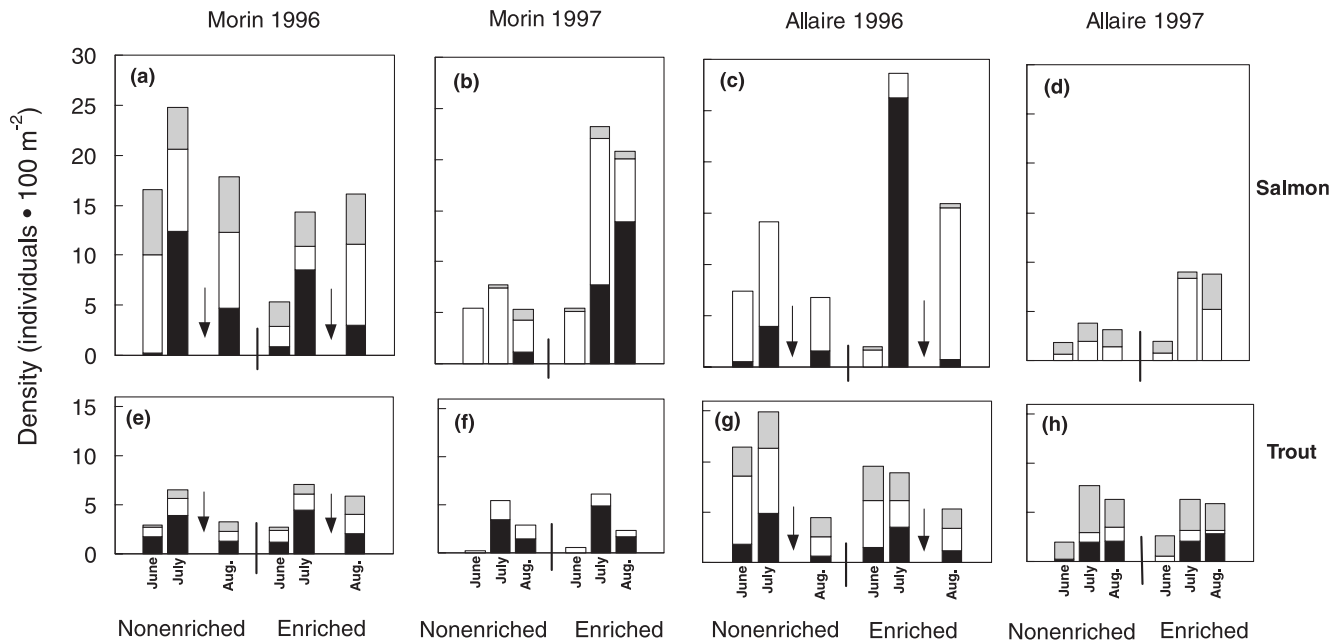 Morin 1996 Morin 1997 Allaire 1996 Allaire 1997
Density (individuals • 100 m⁻²)
30
25
20
15
10
5
0
(a) (b) (c) (d)
Salmon
15
10
5
0
(e) (f) (g) (h)
Trout
June July Aug. June July Aug. June July Aug. June July Aug. June July Aug. June July Aug. June July Aug. June July Aug.
Nonenriched Enriched Nonenriched Enriched Nonenriched Enriched Nonenriched Enriched